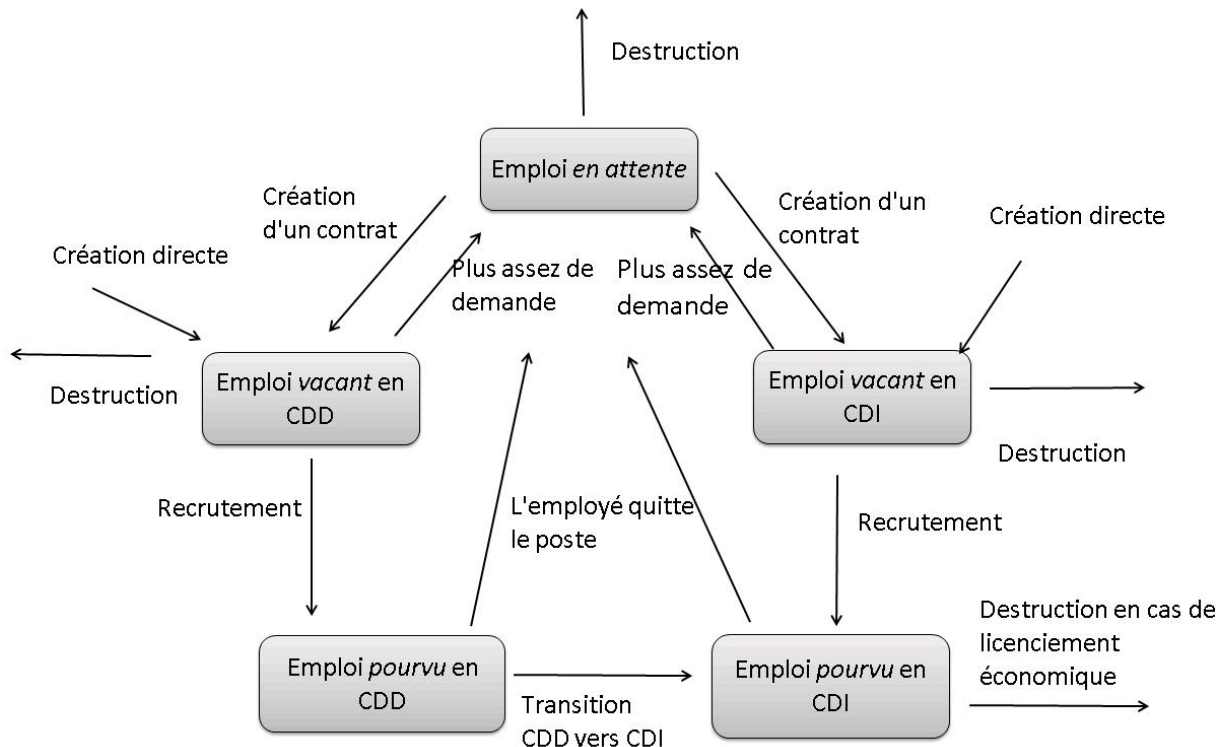 Destruction
Emploi en attente
Création
d'un contrat
Création d'un
contrat
Création directe
Création directe
Plus assez de
demande
Plus assez de
demande
Emploi vacant en
CDD
Emploi vacant en
CDI
Destruction
Destruction
Recrutement
L'employé quitte
le poste
Recrutement
Emploi pourvu en
CDD
Emploi pourvu en
CDI
Destruction en cas de
licenciement
économique
Transition
CDD vers CDI